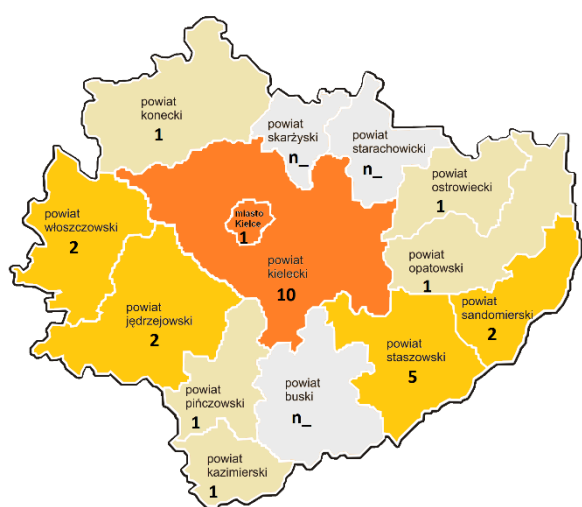 powiat
konecki
1
powiat
skarżyski
n_
powiat
starachowicki
n_
powiat
ostrowiecki
1
powiat
włoszczowski
2
miasto
Kielce
1
powiat
kielecki
10
powiat
opatowski
1
powiat
sandomierski
2
powiat
jędrzejowski
2
powiat
staszowski
5
powiat
pińczowski
1
powiat
buski
n_
powiat
kazimierski
1